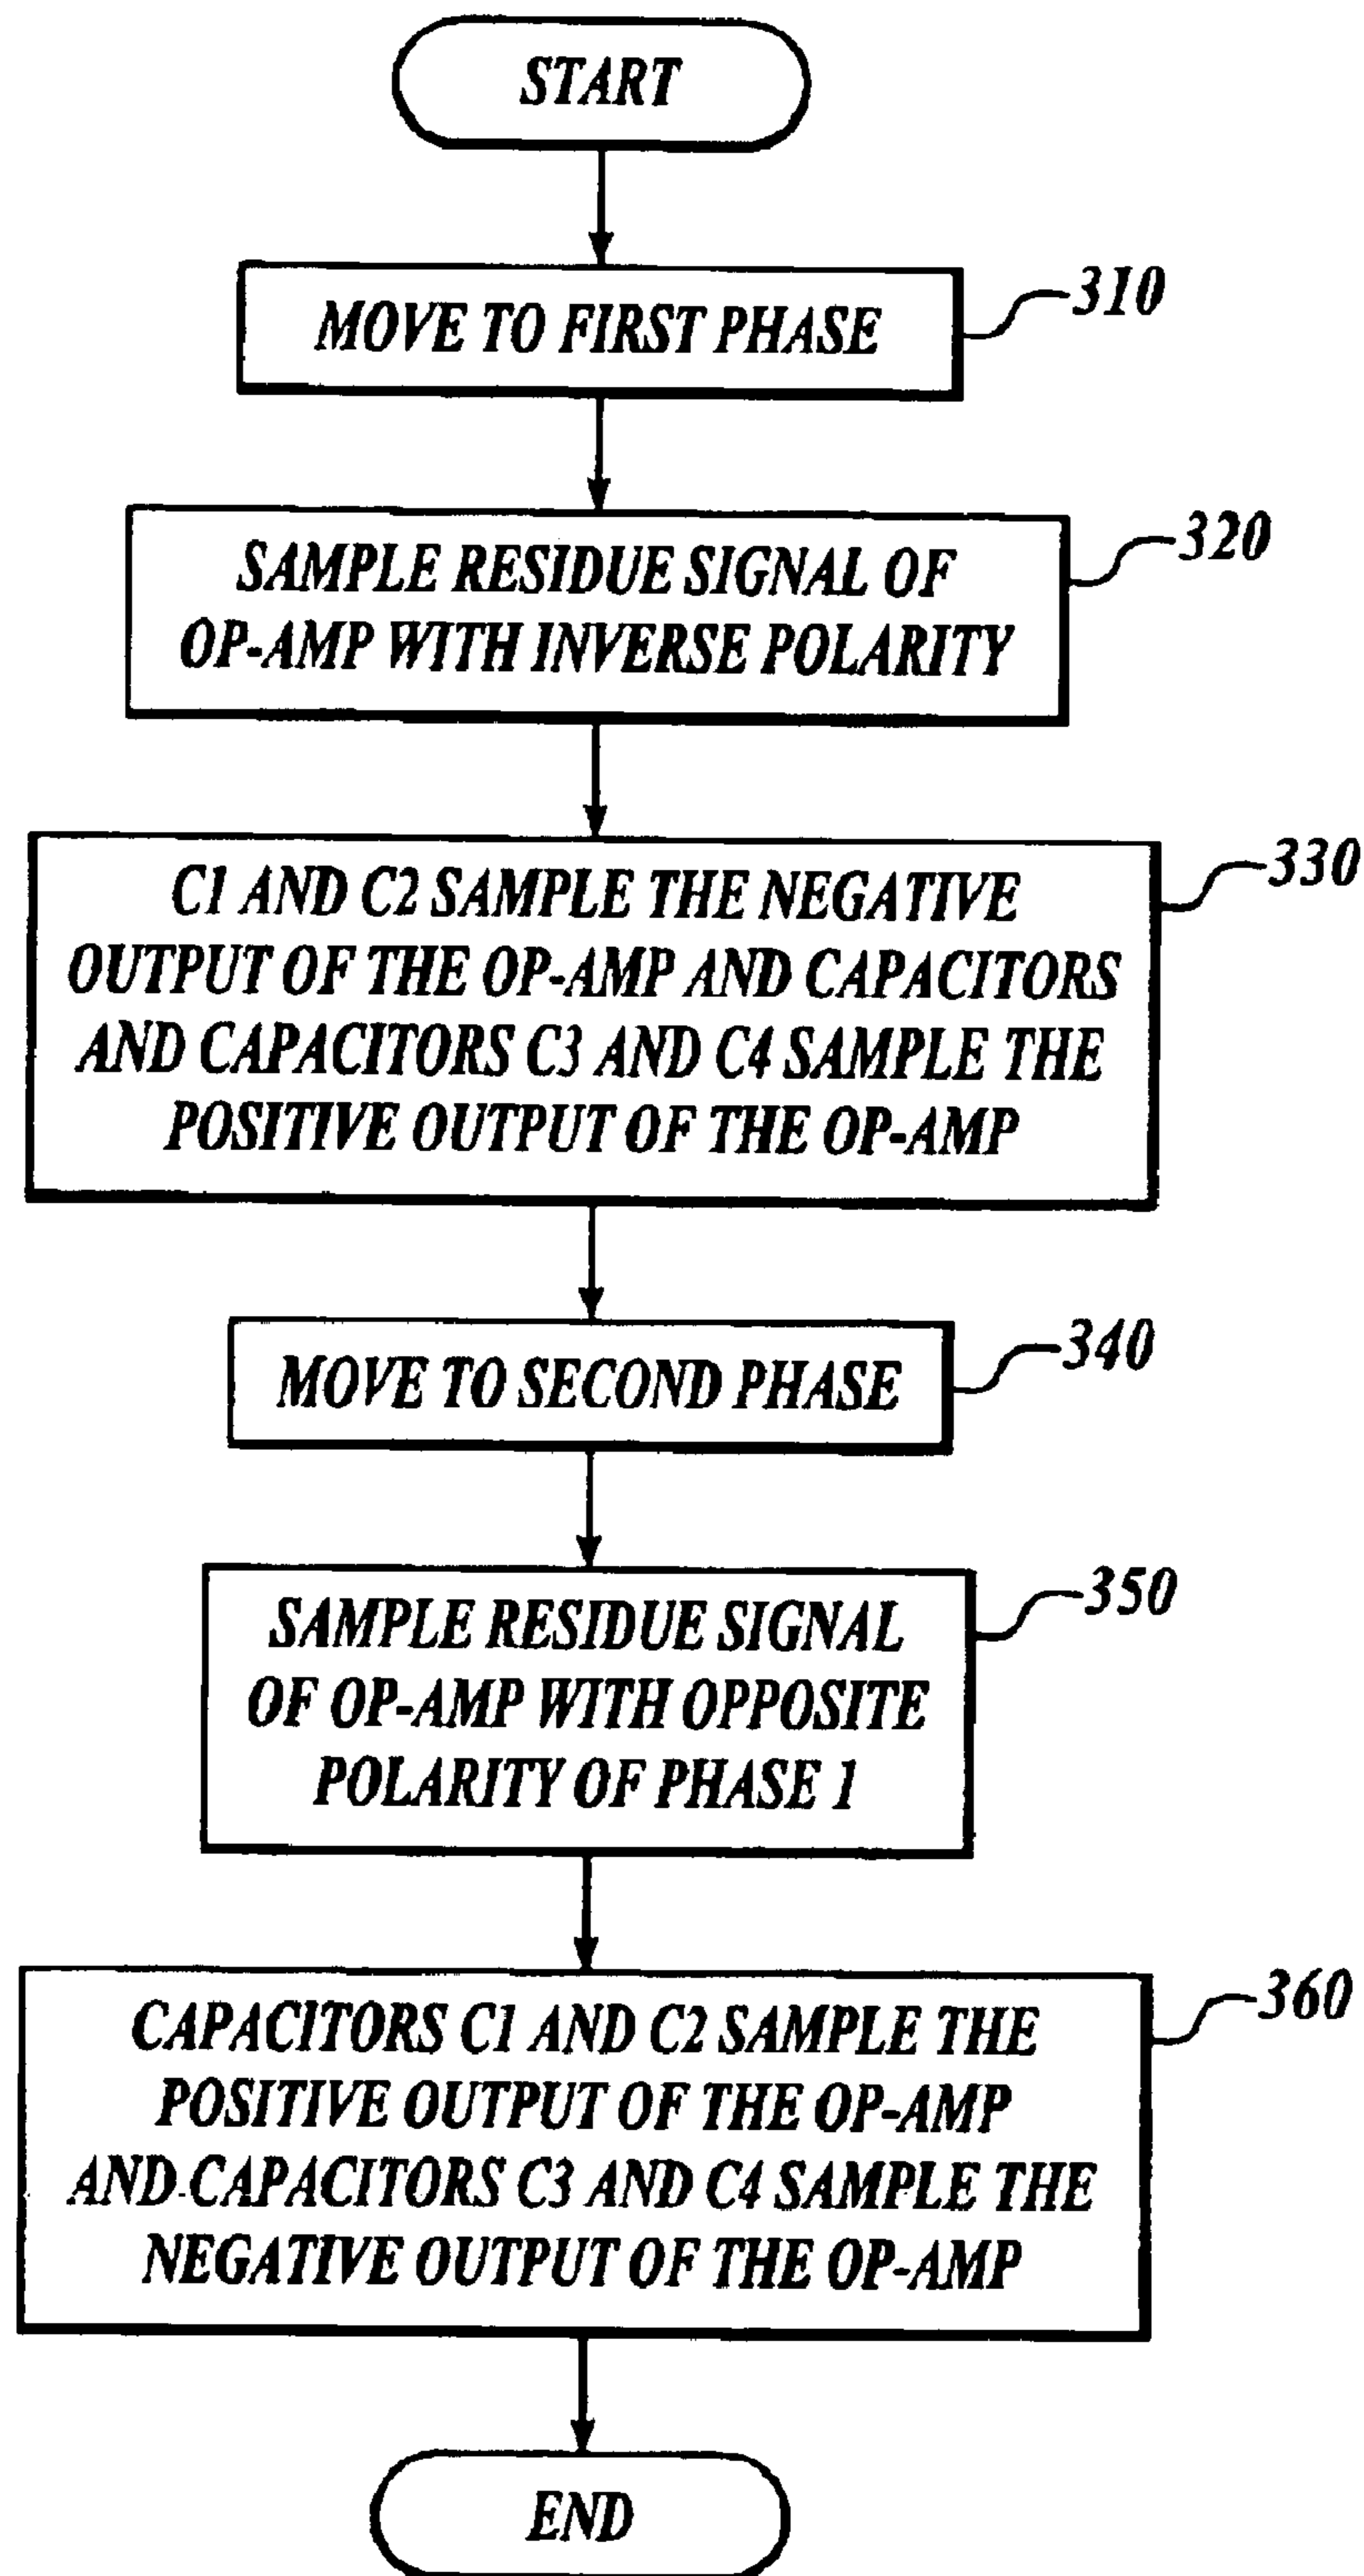 START
MOVE TO FIRST PHASE
310
SAMPLE RESIDUE SIGNAL OF
OP-AMP WITH INVERSE POLARITY
320
C1 AND C2 SAMPLE THE NEGATIVE
OUTPUT OF THE OP-AMP AND CAPACITORS
AND CAPACITORS C3 AND C4 SAMPLE THE
POSITIVE OUTPUT OF THE OP-AMP
330
MOVE TO SECOND PHASE
340
SAMPLE RESIDUE SIGNAL
OF OP-AMP WITH OPPOSITE
POLARITY OF PHASE 1
350
CAPACITORS C1 AND C2 SAMPLE THE
POSITIVE OUTPUT OF THE OP-AMP
AND CAPACITORS C3 AND C4 SAMPLE THE
NEGATIVE OUTPUT OF THE OP-AMP
360
END